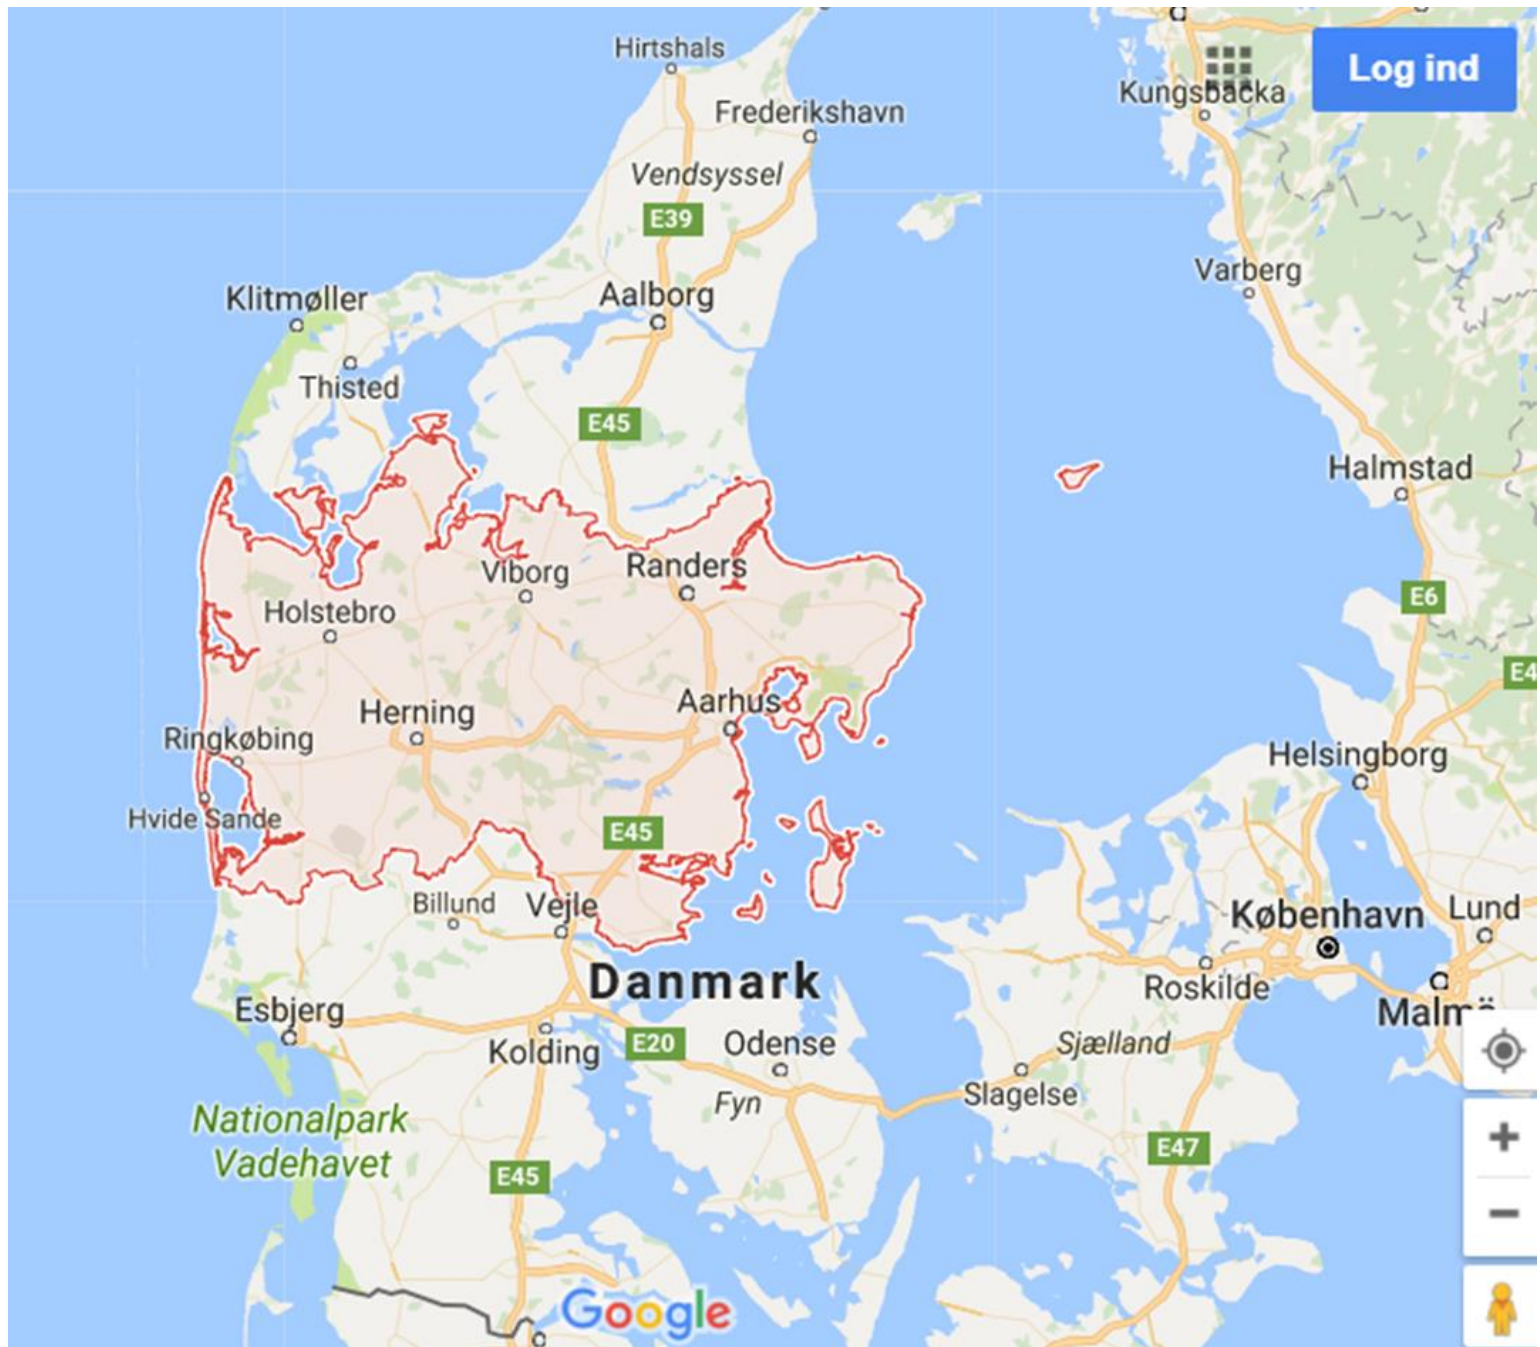 Hirtshals
Log ind
Kungsbacka
Frederikshavn
Vendsyssel
E39
Varberg
Klitmøller
Aalborg
Thisted
E45
Halmstad
Viborg
Randers
E6
Holstebro
E4
Herning
Aarhus
Ringkøbing
Helsingborg
Hvide Sande
E45
Billund
Vejle
København
Lund
Danmark
Roskilde
Esbjerg
Malmö
Kolding
E20
Odense
Sjælland
Slagelse
Fyn
Nationalpark
Vadehavet
E45
E47
Google